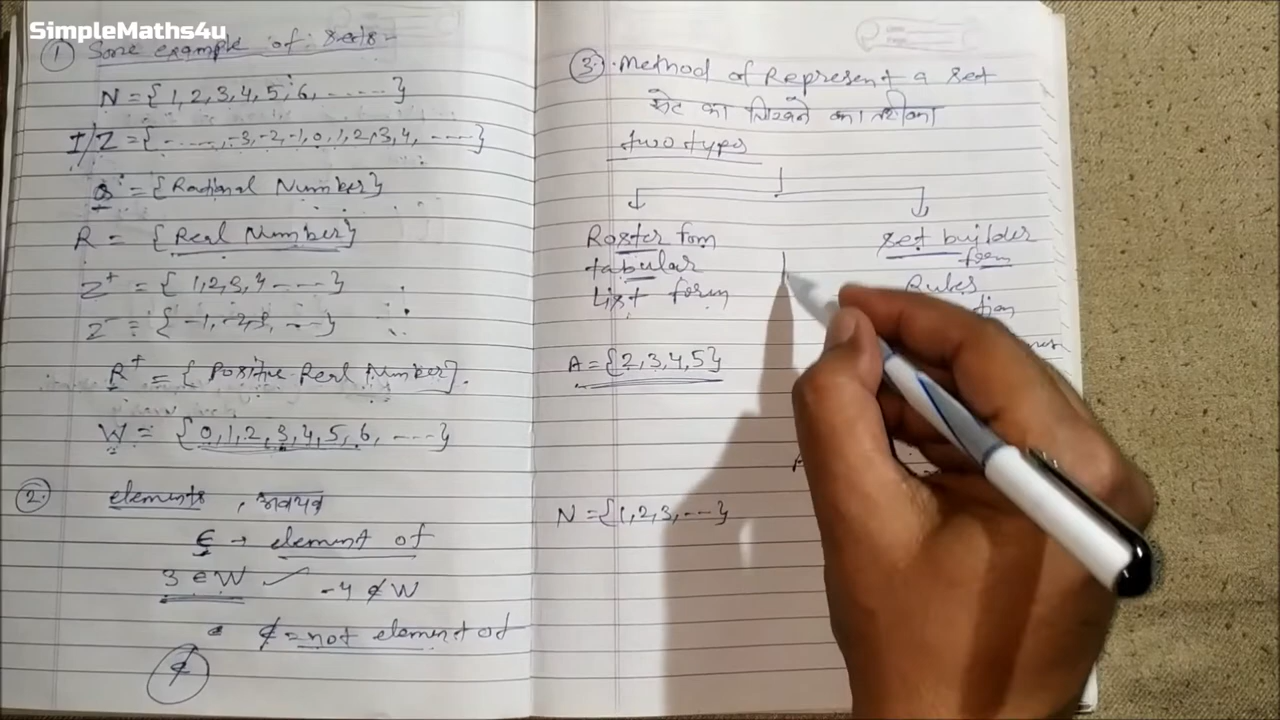 SimpleMaths4u
① Some example of sets-
N = {1,2,3,4,5,6, ......}
I/Z = {......, -3,-2,-1,0,1,2,3,4, ......}
Q = {Rational Number}
R = {Real Number}
Z⁺ = {1,2,3,4 ......}
Z⁻ = {-1,-2,3, ....}
R⁺ = {Positive Real Number}.
W = {0,1,2,3,4,5,6, ......}
② elements, अवयव
∈ → element of
3 ∈ W ✓ -4 ∉ W
∉ = not element of
∉
③ Method of Represent a set
सेट का लिखने का तरीका
two types
Roster form
tabular
List form
A = {2,3,4,5}
N = {1,2,3, ---}
set builder
form
Rules